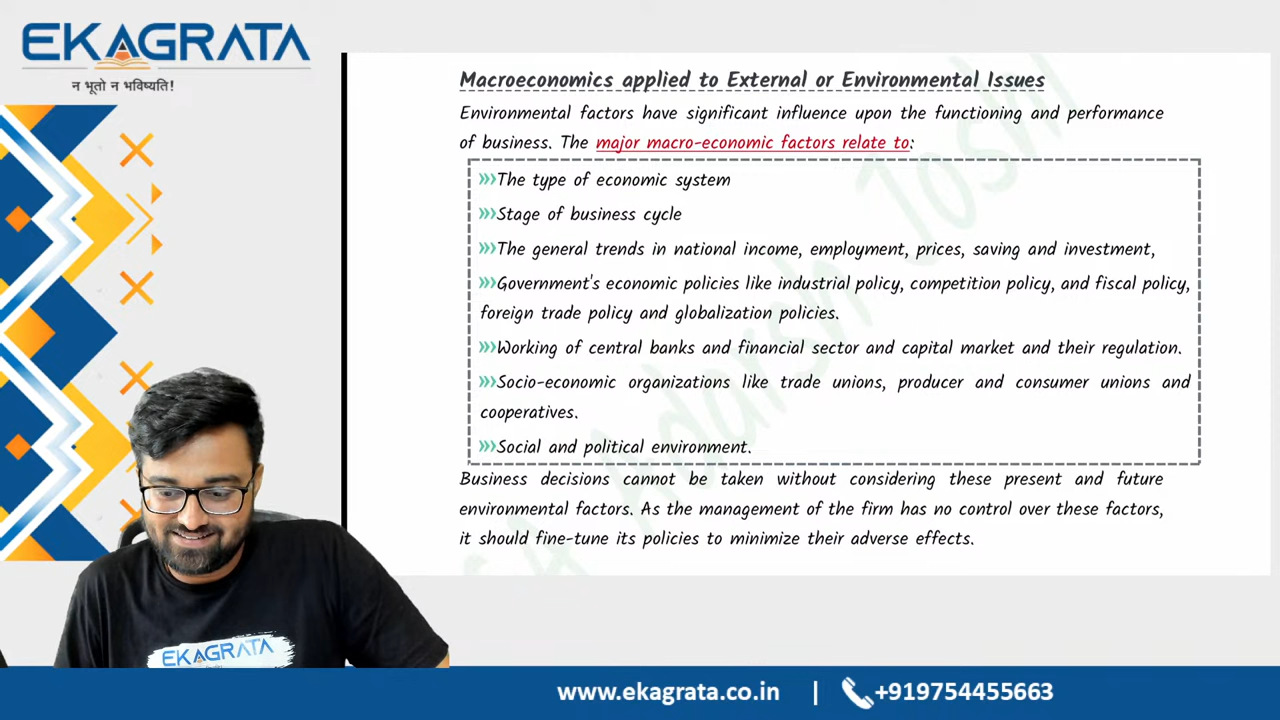 EKAGRATA
न भूतो न भविष्यति!
Macroeconomics applied to External or Environmental Issues
Environmental factors have significant influence upon the functioning and performance
of business. The major macro-economic factors relate to:
»»The type of economic system
»»Stage of business cycle
»»The general trends in national income, employment, prices, saving and investment,
»»Government's economic policies like industrial policy, competition policy, and fiscal policy,
foreign trade policy and globalization policies.
»»Working of central banks and financial sector and capital market and their regulation.
»»Socio-economic organizations like trade unions, producer and consumer unions and
cooperatives.
»»Social and political environment.
Business decisions cannot be taken without considering these present and future
environmental factors. As the management of the firm has no control over these factors,
it should fine-tune its policies to minimize their adverse effects.
CA Adarsh Joshi
EKAGRATA
www.ekagrata.co.in | +919754455663